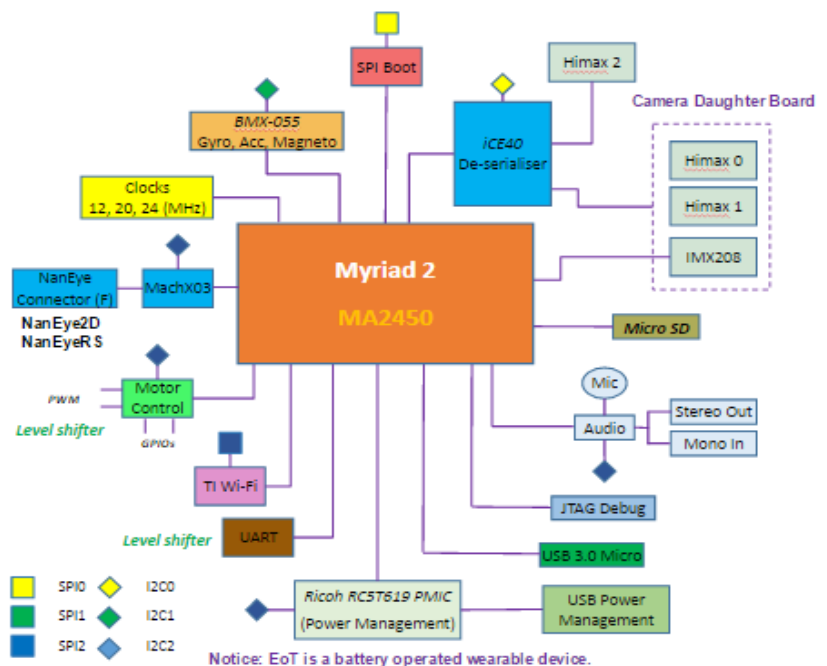 SPI Boot
Himax 2
Camera Daughter Board
BMX-055
Gyro, Acc, Magneto
iCE40
De-serialiser
Himax 0
Himax 1
IMX208
Clocks
12, 20, 24 (MHz)
Myriad 2
MA2450
NanEye
Connector (F)
MachX03
NanEye2D
NanEyeRS
Micro SD
Motor
Control
PWM
Level shifter
GPIOs
Mic
Audio
Stereo Out
Mono In
TI Wi-Fi
JTAG Debug
Level shifter
UART
USB 3.0 Micro
Ricoh RC5T619 PMIC
(Power Management)
USB Power
Management
SPI0
I2C0
SPI1
I2C1
SPI2
I2C2
Notice: EoT is a battery operated wearable device.